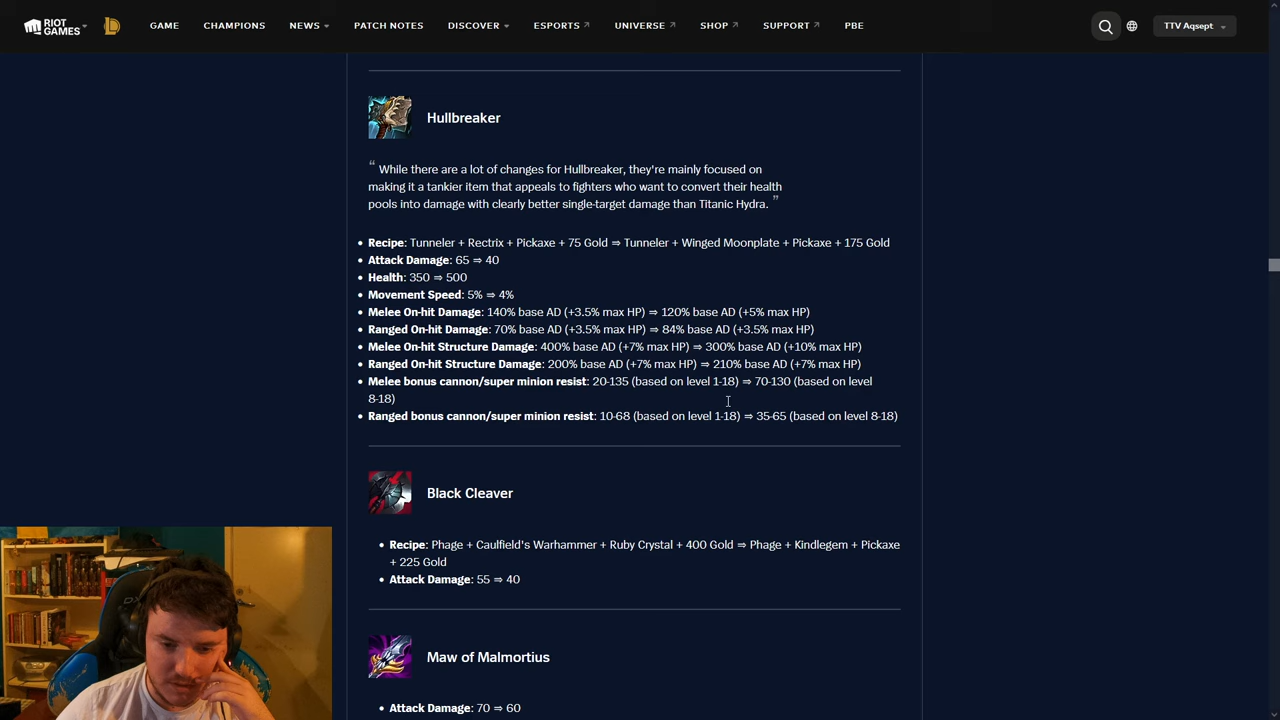 RIOT GAMES GAME CHAMPIONS NEWS PATCH NOTES DISCOVER ESPORTS UNIVERSE SHOP SUPPORT PBE TTV Aqsept
Hullbreaker
“ While there are a lot of changes for Hullbreaker, they're mainly focused on
making it a tankier item that appeals to fighters who want to convert their health
pools into damage with clearly better single-target damage than Titanic Hydra. ”
• Recipe: Tunneler + Rectrix + Pickaxe + 75 Gold ⇒ Tunneler + Winged Moonplate + Pickaxe + 175 Gold
• Attack Damage: 65 ⇒ 40
• Health: 350 ⇒ 500
• Movement Speed: 5% ⇒ 4%
• Melee On-hit Damage: 140% base AD (+3.5% max HP) ⇒ 120% base AD (+5% max HP)
• Ranged On-hit Damage: 70% base AD (+3.5% max HP) ⇒ 84% base AD (+3.5% max HP)
• Melee On-hit Structure Damage: 400% base AD (+7% max HP) ⇒ 300% base AD (+10% max HP)
• Ranged On-hit Structure Damage: 200% base AD (+7% max HP) ⇒ 210% base AD (+7% max HP)
• Melee bonus cannon/super minion resist: 20-135 (based on level 1-18) ⇒ 70-130 (based on level
8-18)
• Ranged bonus cannon/super minion resist: 10-68 (based on level 1-18) ⇒ 35-65 (based on level 8-18)
Black Cleaver
• Recipe: Phage + Caulfield's Warhammer + Ruby Crystal + 400 Gold ⇒ Phage + Kindlegem + Pickaxe
+ 225 Gold
• Attack Damage: 55 ⇒ 40
Maw of Malmortius
• Attack Damage: 70 ⇒ 60